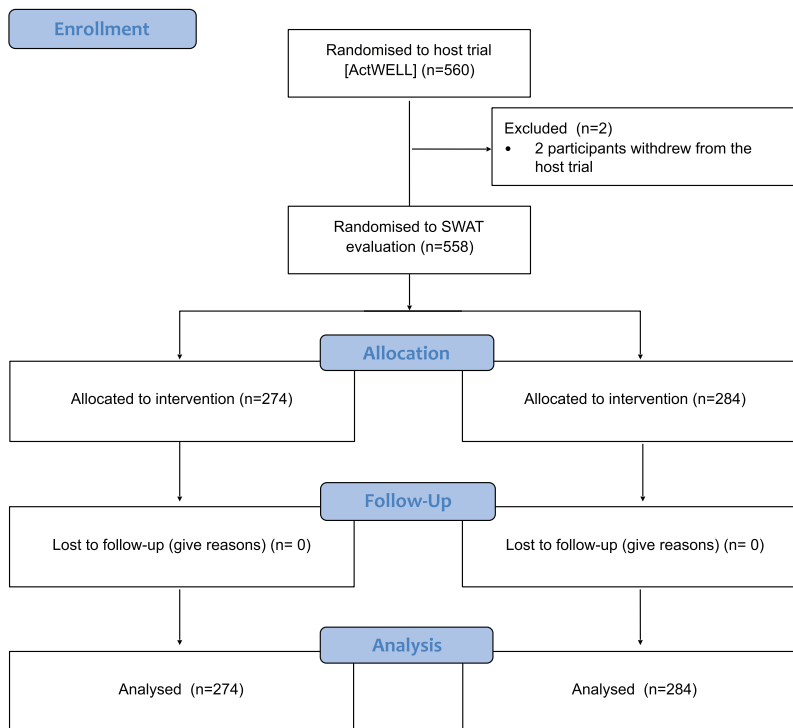 Enrollment
Randomised to host trial
[ActWELL] (n=560)
Excluded (n=2)
• 2 participants withdrew from the
host trial
Randomised to SWAT
evaluation (n=558)
Allocation
Allocated to intervention (n=274)
Allocated to intervention (n=284)
Follow-Up
Lost to follow-up (give reasons) (n= 0)
Lost to follow-up (give reasons) (n= 0)
Analysis
Analysed (n=274)
Analysed (n=284)